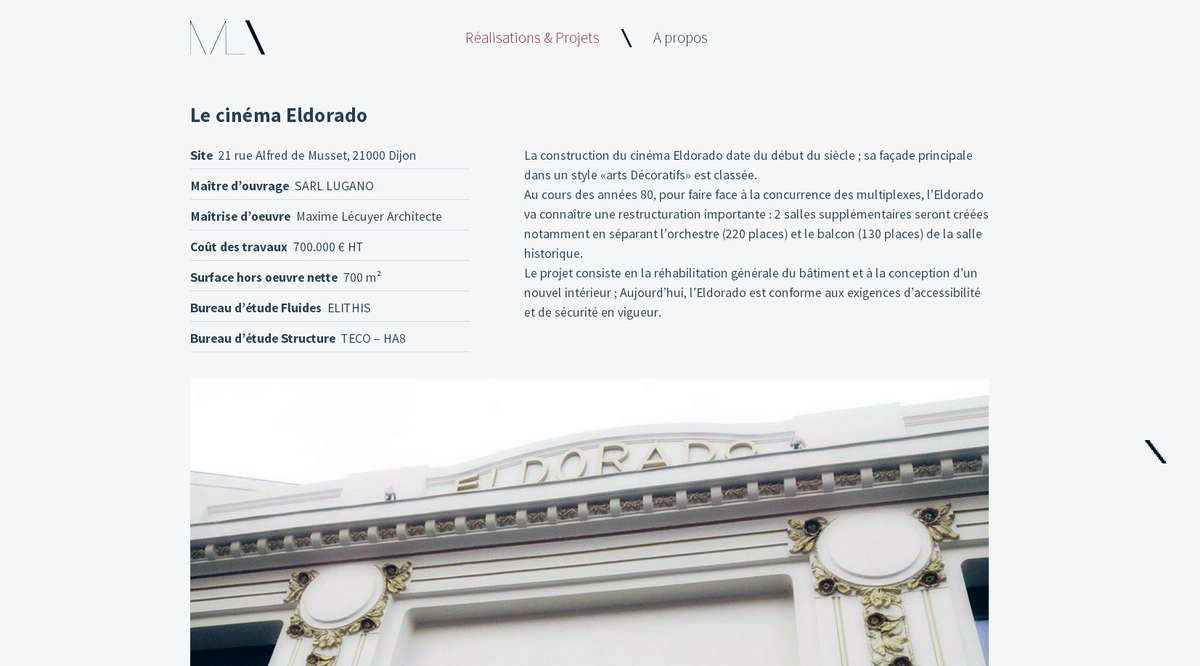 ML\
Réalisations & Projets \ A propos
Le cinéma Eldorado
Site 21 rue Alfred de Musset, 21000 Dijon
Maître d’ouvrage SARL LUGANO
Maîtrise d’oeuvre Maxime Lécuyer Architecte
Coût des travaux 700.000 € HT
Surface hors oeuvre nette 700 m²
Bureau d’étude Fluides ELITHIS
Bureau d’étude Structure TECO – HA8
La construction du cinéma Eldorado date du début du siècle ; sa façade principale
dans un style «arts Décoratifs» est classée.
Au cours des années 80, pour faire face à la concurrence des multiplexes, l’Eldorado
va connaître une restructuration importante : 2 salles supplémentaires seront créées
notamment en séparant l’orchestre (220 places) et le balcon (130 places) de la salle
historique.
Le projet consiste en la réhabilitation générale du bâtiment et à la conception d’un
nouvel intérieur ; Aujourd’hui, l’Eldorado est conforme aux exigences d’accessibilité
et de sécurité en vigueur.
ELDORADO